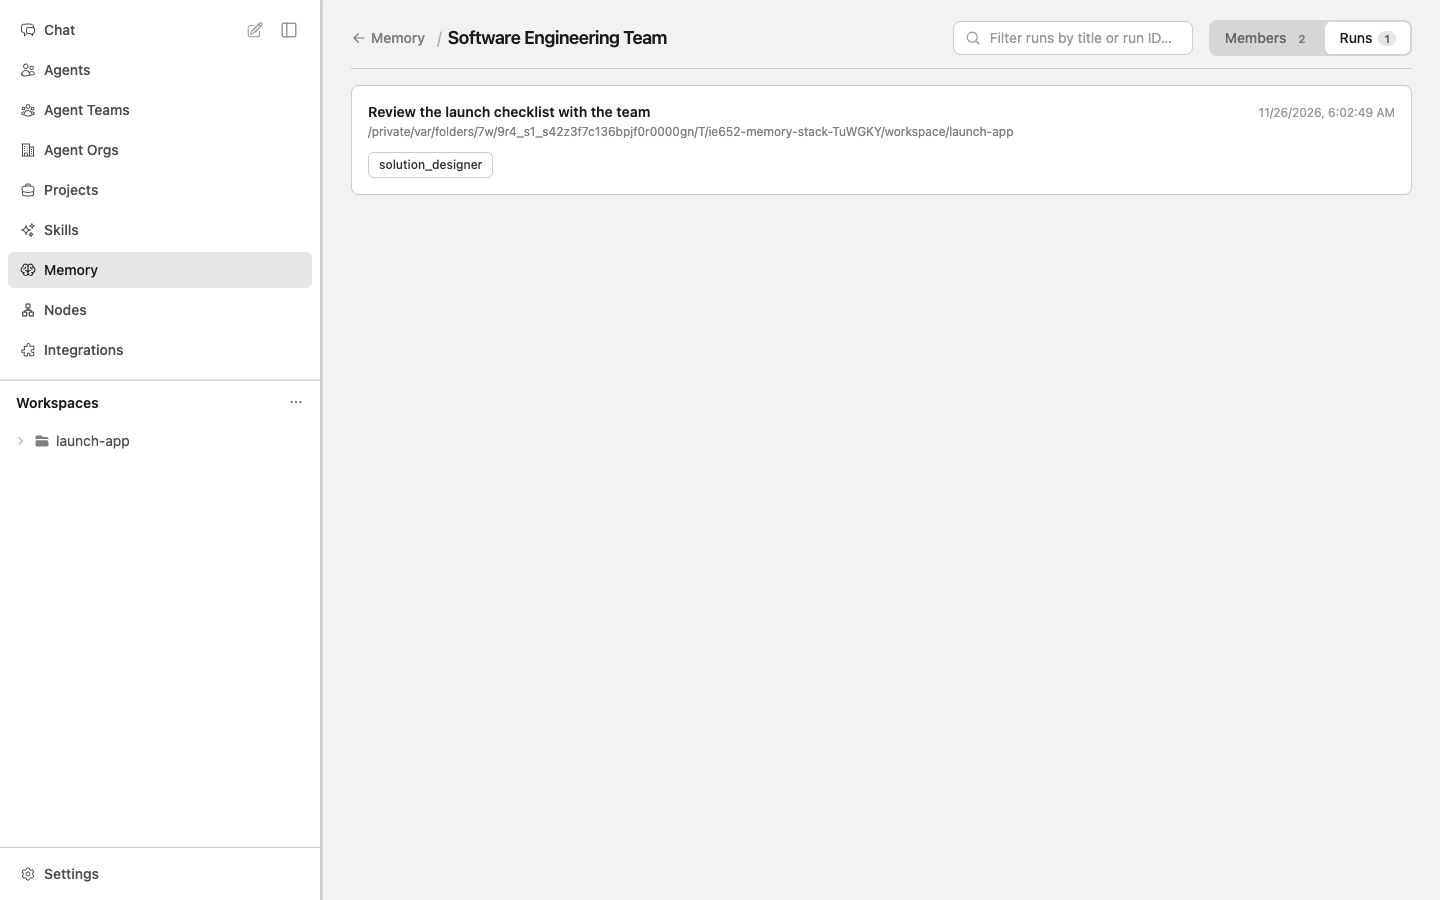 Chat
Agents
Agent Teams
Agent Orgs
Projects
Skills
Memory
Nodes
Integrations
Workspaces
launch-app
Settings
Memory / Software Engineering Team
Filter runs by title or run ID...
Members 2
Runs 1
Review the launch checklist with the team
11/26/2026, 6:02:49 AM
/private/var/folders/7w/9r4_s1_s42z3f7c136bpjf0r0000gn/T/ie652-memory-stack-TuWGKY/workspace/launch-app
solution_designer